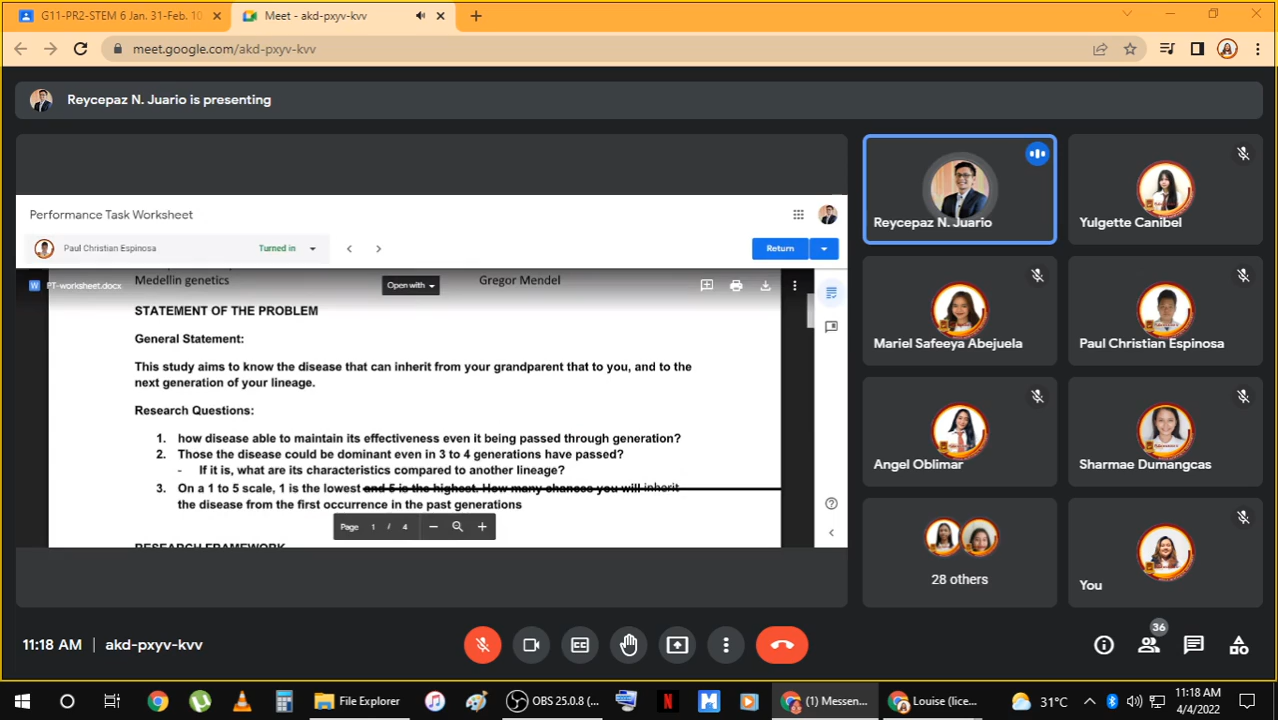 G11-PR2-STEM 6 Jan. 31-Feb. 10
Meet - akd-pxyv-kvv
meet.google.com/akd-pxyv-kvv
Reycepaz N. Juario is presenting
Performance Task Worksheet
Paul Christian Espinosa
Turned in
Return
Medellin genetics
Gregor Mendel
PT-worksheet.docx
Open with
STATEMENT OF THE PROBLEM
General Statement:
This study aims to know the disease that can inherit from your grandparent that to you, and to the
next generation of your lineage.
Research Questions:
1. how disease able to maintain its effectiveness even it being passed through generation?
2. Those the disease could be dominant even in 3 to 4 generations have passed?
- If it is, what are its characteristics compared to another lineage?
3. On a 1 to 5 scale, 1 is the lowest and 5 is the highest. How many chances you will inherit
the disease from the first occurrence in the past generations
Page 1 / 4
RESEARCH FRAMEWORK
Reycepaz N. Juario
Yulgette Canibel
Mariel Safeeya Abejuela
Paul Christian Espinosa
Angel Oblimar
Sharmae Dumangcas
28 others
You
11:18 AM | akd-pxyv-kvv
36
File Explorer
OBS 25.0.8 (...
(1) Messen...
Louise (lice...
31°C
11:18 AM
4/4/2022